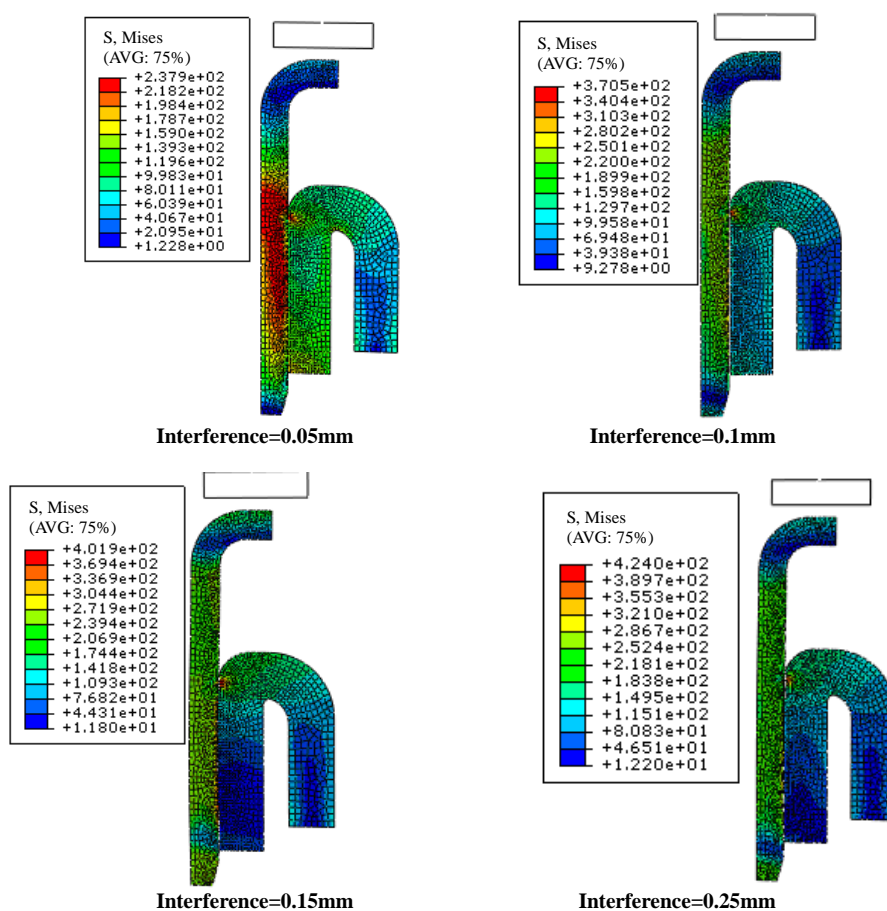 S, Mises
(AVG: 75%)
+2.379e+02
+2.182e+02
+1.984e+02
+1.787e+02
+1.590e+02
+1.393e+02
+1.196e+02
+9.983e+01
+8.011e+01
+6.039e+01
+4.067e+01
+2.095e+01
+1.228e+00
Interference=0.05mm
S, Mises
(AVG: 75%)
+3.705e+02
+3.404e+02
+3.103e+02
+2.802e+02
+2.501e+02
+2.200e+02
+1.899e+02
+1.598e+02
+1.297e+02
+9.958e+01
+6.948e+01
+3.938e+01
+9.278e+00
Interference=0.1mm
S, Mises
(AVG: 75%)
+4.019e+02
+3.694e+02
+3.369e+02
+3.044e+02
+2.719e+02
+2.394e+02
+2.069e+02
+1.744e+02
+1.418e+02
+1.093e+02
+7.682e+01
+4.431e+01
+1.180e+01
Interference=0.15mm
S, Mises
(AVG: 75%)
+4.240e+02
+3.897e+02
+3.553e+02
+3.210e+02
+2.867e+02
+2.524e+02
+2.181e+02
+1.838e+02
+1.495e+02
+1.151e+02
+8.083e+01
+4.651e+01
+1.220e+01
Interference=0.25mm